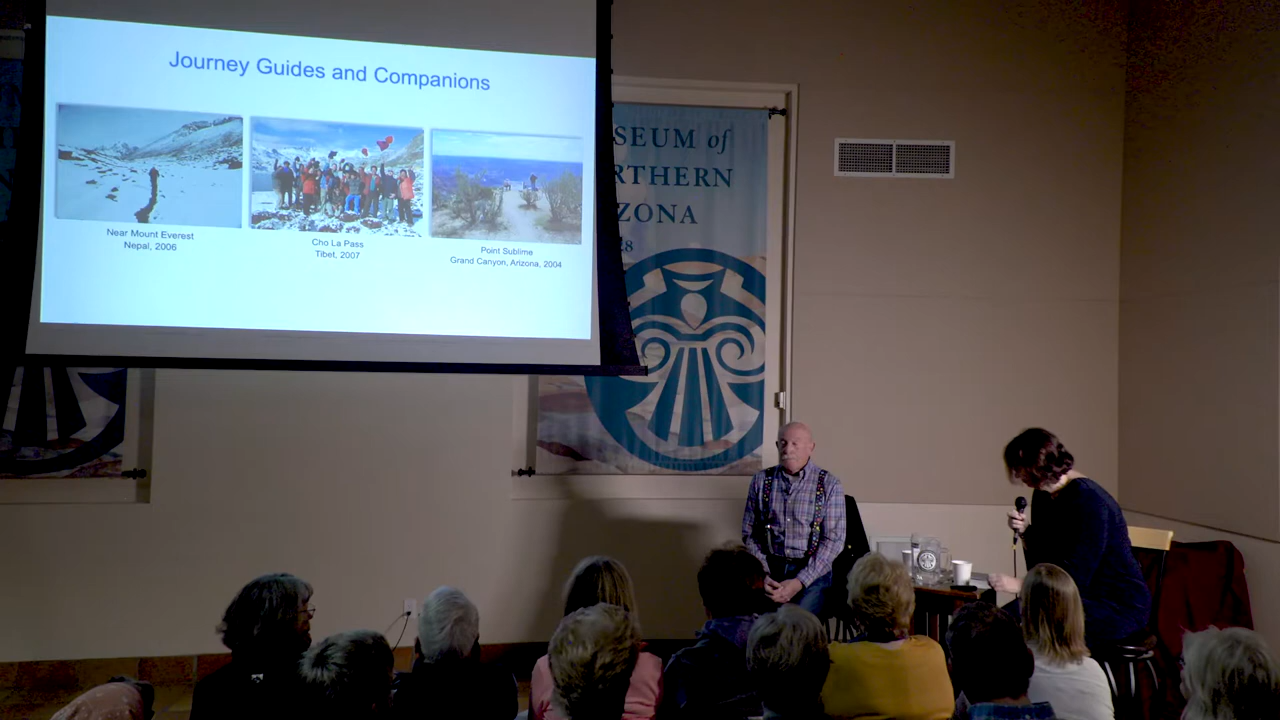 Journey Guides and Companions
Near Mount Everest
Nepal, 2006
Cho La Pass
Tibet, 2007
Point Sublime
Grand Canyon, Arizona, 2004
SEUM of
RTHERN
ZONA
28